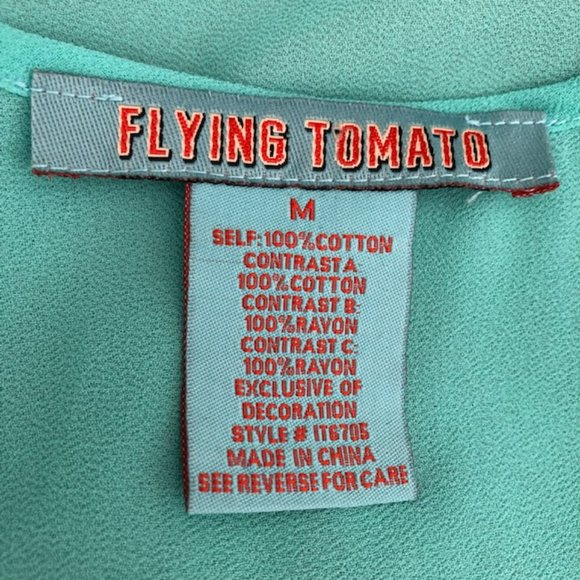 FLYING TOMATO
M
SELF:100%COTTON
CONTRAST A:
100%COTTON
CONTRAST B:
100%RAYON
CONTRAST C:
100%RAYON
EXCLUSIVE OF
DECORATION
STYLE # IT6705
MADE IN CHINA
SEE REVERSE FOR CARE